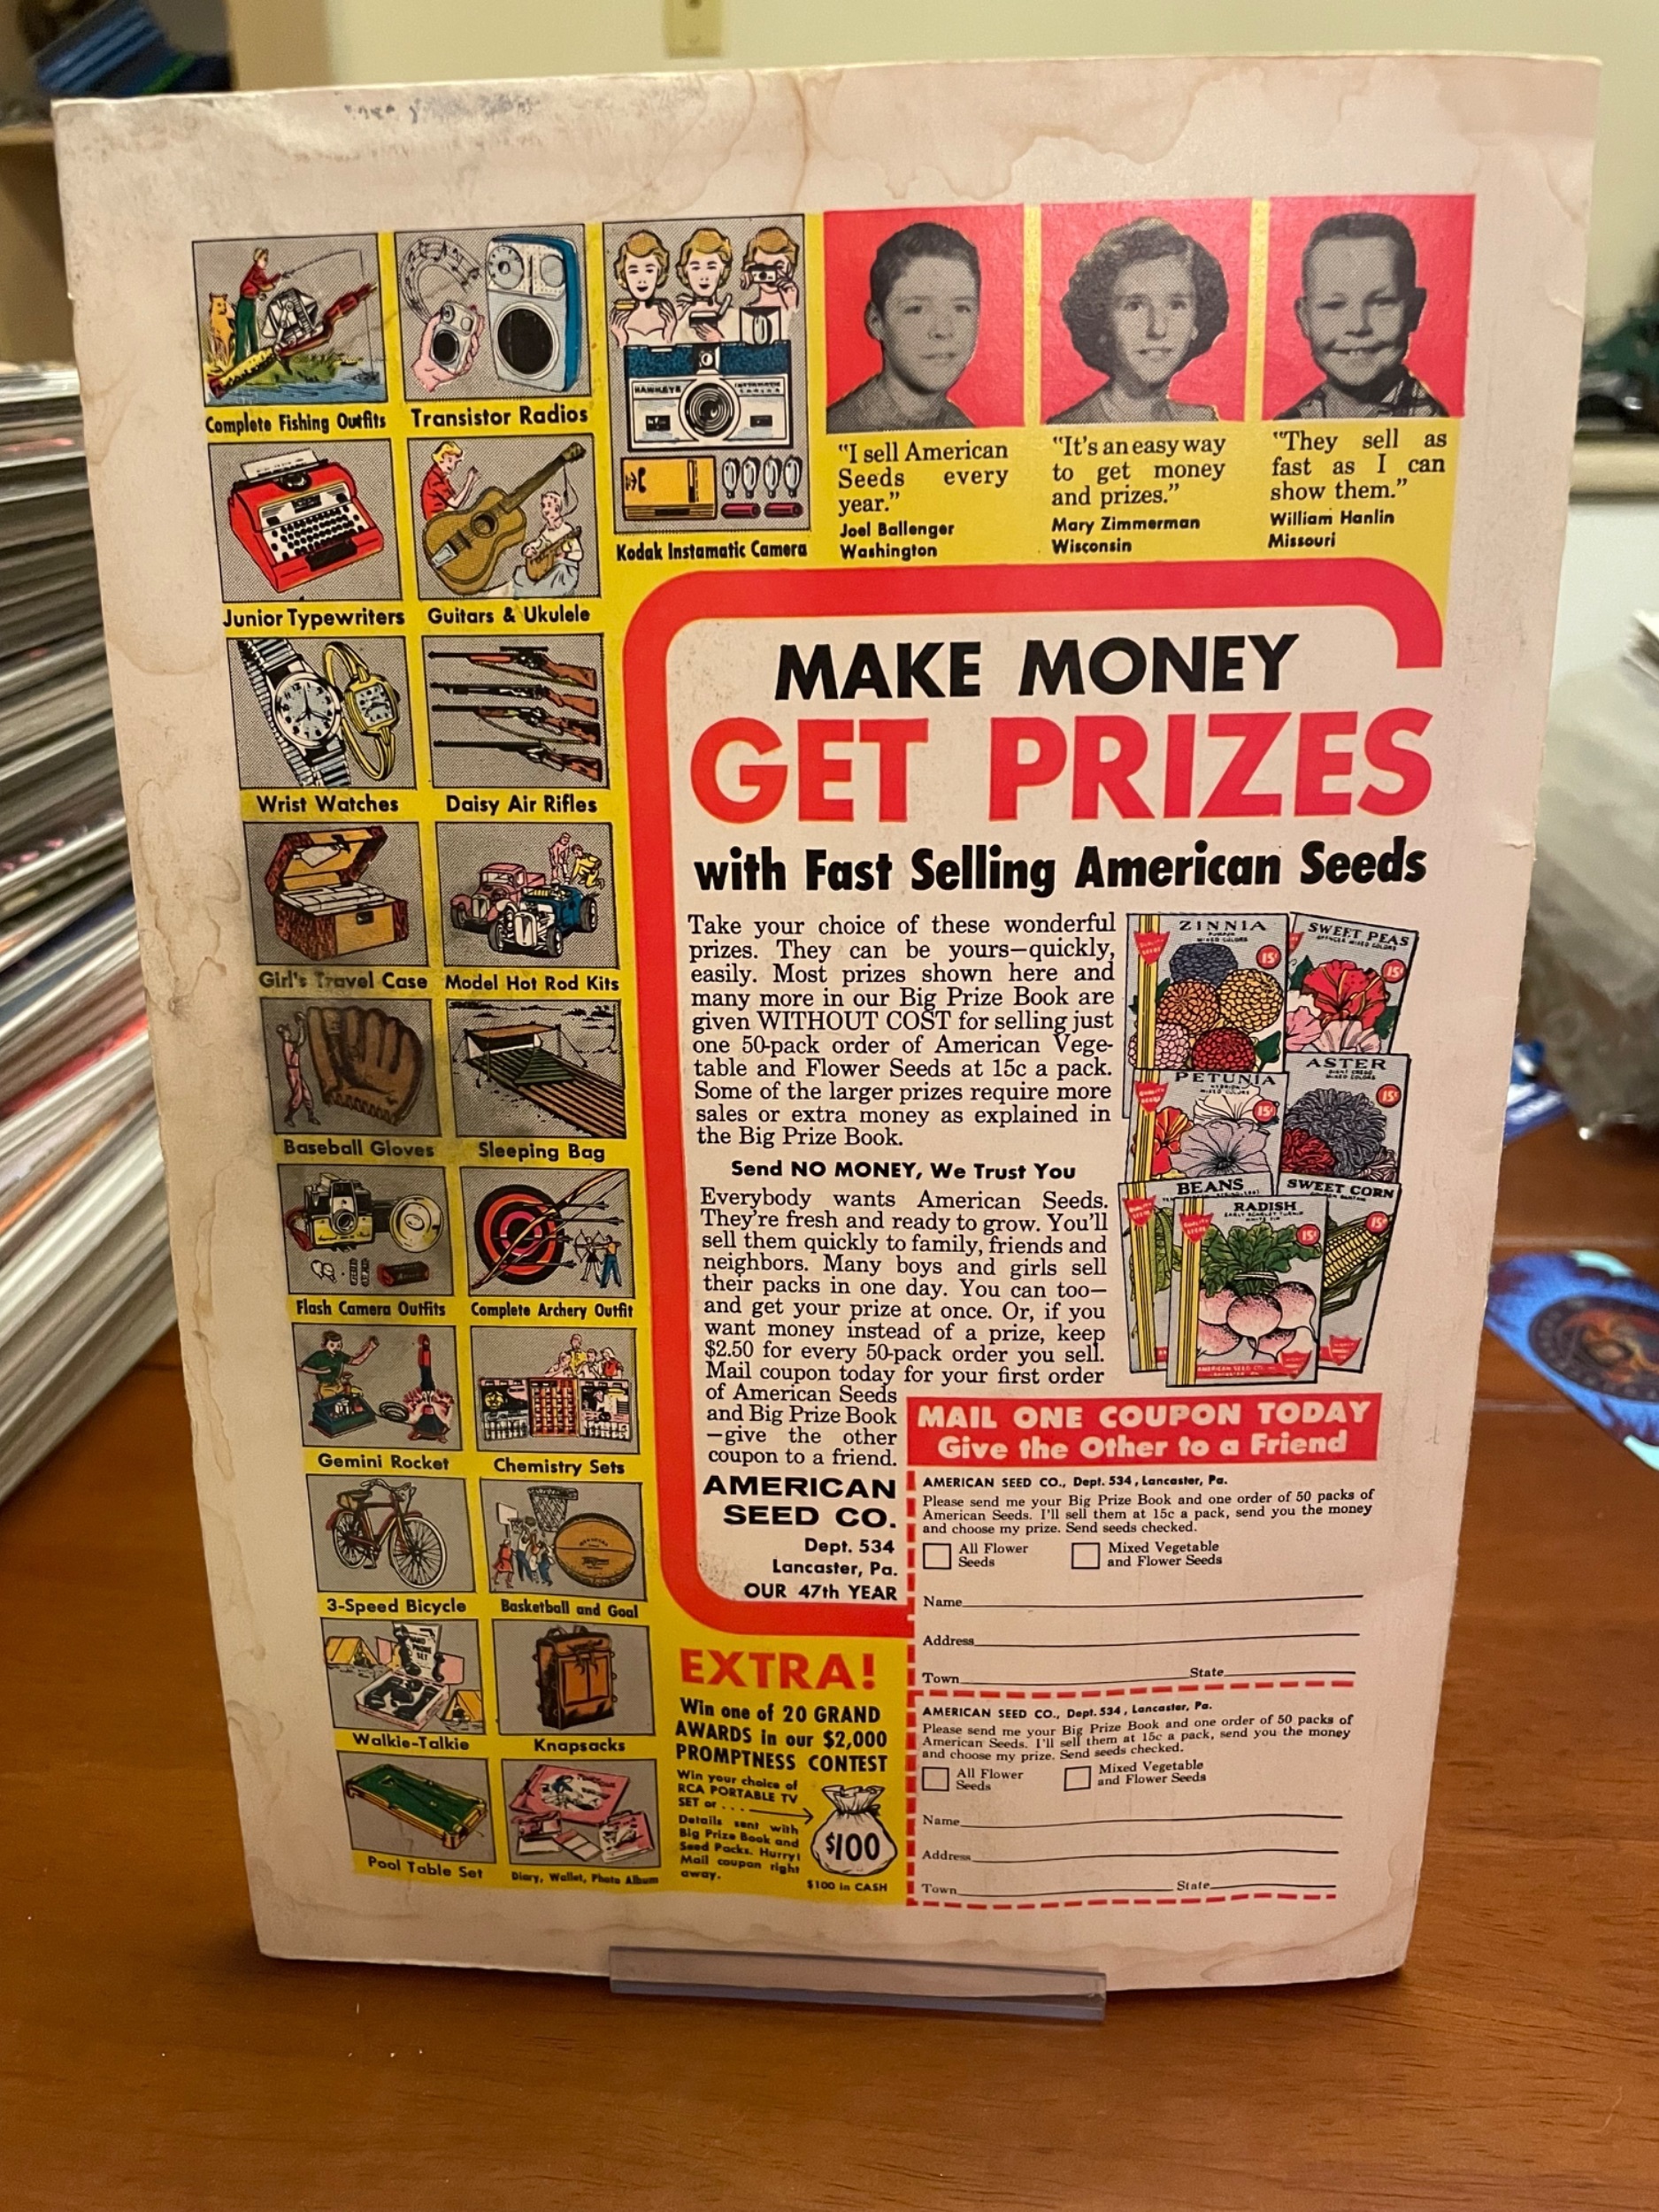 Complete Fishing Outfits
Transistor Radios
HAWKEYE
Kodak Instamatic Camera
Junior Typewriters
Guitars & Ukulele
Wrist Watches
Daisy Air Rifles
Girl's Travel Case
Model Hot Rod Kits
Baseball Gloves
Sleeping Bag
Flash Camera Outfits
Complete Archery Outfit
Gemini Rocket
Chemistry Sets
3-Speed Bicycle
Basketball and Goal
Walkie-Talkie
Knapsacks
Pool Table Set
Diary, Wallet, Photo Album
"I sell American
Seeds every
year."
Joel Ballenger
Washington
"It's an easy way
to get money
and prizes."
Mary Zimmerman
Wisconsin
"They sell as
fast as I can
show them."
William Hanlin
Missouri
MAKE MONEY
GET PRIZES
with Fast Selling American Seeds
Take your choice of these wonderful
prizes. They can be yours—quickly,
easily. Most prizes shown here and
many more in our Big Prize Book are
given WITHOUT COST for selling just
one 50-pack order of American Vege-
table and Flower Seeds at 15c a pack.
Some of the larger prizes require more
sales or extra money as explained in
the Big Prize Book.
Send NO MONEY, We Trust You
Everybody wants American Seeds.
They're fresh and ready to grow. You'll
sell them quickly to family, friends and
neighbors. Many boys and girls sell
their packs in one day. You can too—
and get your prize at once. Or, if you
want money instead of a prize, keep
$2.50 for every 50-pack order you sell.
Mail coupon today for your first order
of American Seeds
and Big Prize Book
—give the other
coupon to a friend.
AMERICAN
SEED CO.
Dept. 534
Lancaster, Pa.
OUR 47th YEAR
ZINNIA
MIXED COLORS
15¢
SWEET PEAS
MIXED COLORS
15¢
PETUNIA
15¢
ASTER
MIXED COLORS
15¢
BEANS
SWEET CORN
15¢
RADISH
15¢
AMERICAN SEED CO.
MAIL ONE COUPON TODAY
Give the Other to a Friend
AMERICAN SEED CO., Dept. 534, Lancaster, Pa.
Please send me your Big Prize Book and one order of 50 packs of
American Seeds. I'll sell them at 15c a pack, send you the money
and choose my prize. Send seeds checked.
All Flower
Seeds
Mixed Vegetable
and Flower Seeds
Name
Address
Town State
AMERICAN SEED CO., Dept. 534, Lancaster, Pa.
Please send me your Big Prize Book and one order of 50 packs of
American Seeds. I'll sell them at 15c a pack, send you the money
and choose my prize. Send seeds checked.
All Flower
Seeds
Mixed Vegetable
and Flower Seeds
Name
Address
Town State
EXTRA!
Win one of 20 GRAND
AWARDS in our $2,000
PROMPTNESS CONTEST
Win your choice of
RCA PORTABLE TV
SET or . . .
Details sent with
Big Prize Book and
Seed Packs. Hurry!
Mail coupon right
away.
$100
$100 in CASH